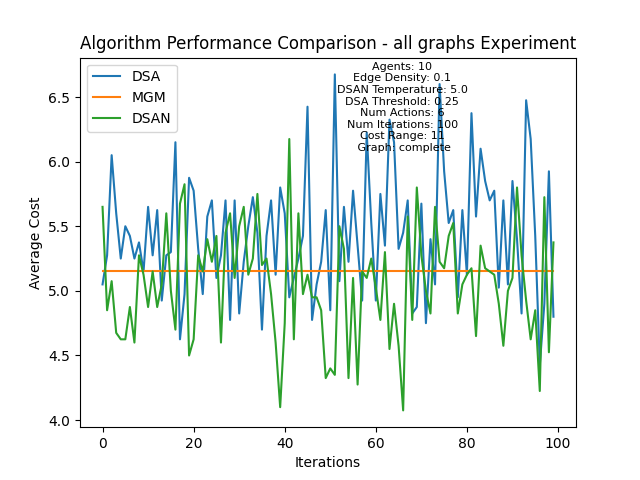 Algorithm Performance Comparison - all graphs Experiment
DSA
MGM
DSAN
Agents: 10
Edge Density: 0.1
DSAN Temperature: 5.0
DSA Threshold: 0.25
Num Actions: 6
Num Iterations: 100
Cost Range: 11
Graph: complete
Average Cost
6.5
6.0
5.5
5.0
4.5
4.0
0 20 40 60 80 100
Iterations